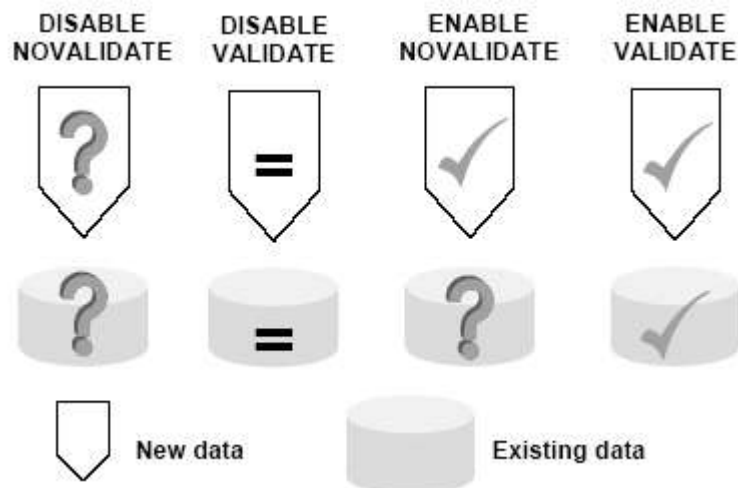 DISABLE NOVALIDATE
DISABLE VALIDATE
ENABLE NOVALIDATE
ENABLE VALIDATE
?
=
✓
✓
?
=
?
✓
New data
Existing data